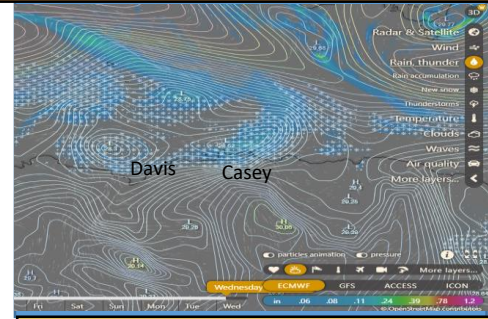 3D
Radar & Satellite
Wind
Rain, thunder
Rain accumulation
New snow
Thunderstorms
Temperature
Clouds
Waves
Air quality
More layers...
Davis Casey
particles animation pressure
More layers...
Wednesday ECMWF GFS ACCESS ICON
Fri Sat Sun Mon Tue Wed in .06 .08 .11 .24 .39 .78 1.2
© OpenStreetMap contributors